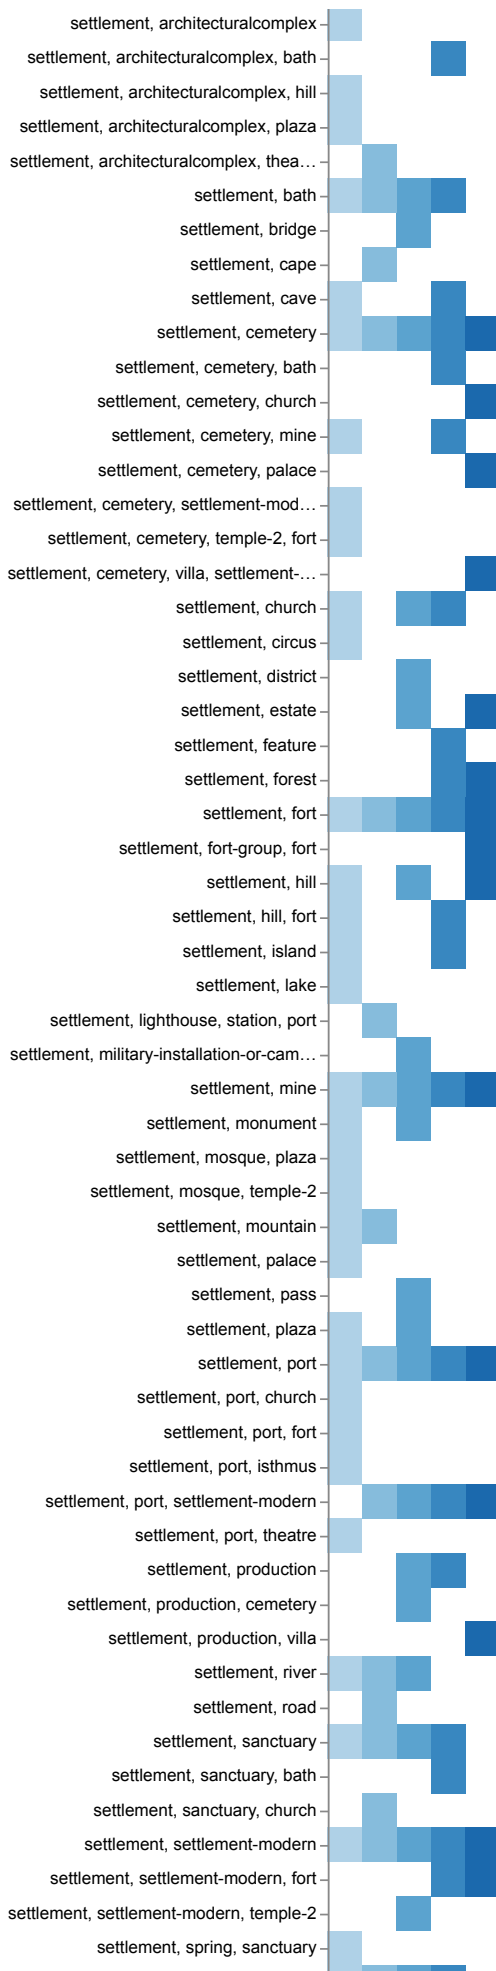 settlement, architecturalcomplex
settlement, architecturalcomplex, bath
settlement, architecturalcomplex, hill
settlement, architecturalcomplex, plaza
settlement, architecturalcomplex, thea…
settlement, bath
settlement, bridge
settlement, cape
settlement, cave
settlement, cemetery
settlement, cemetery, bath
settlement, cemetery, church
settlement, cemetery, mine
settlement, cemetery, palace
settlement, cemetery, settlement-mod…
settlement, cemetery, temple-2, fort
settlement, cemetery, villa, settlement-…
settlement, church
settlement, circus
settlement, district
settlement, estate
settlement, feature
settlement, forest
settlement, fort
settlement, fort-group, fort
settlement, hill
settlement, hill, fort
settlement, island
settlement, lake
settlement, lighthouse, station, port
settlement, military-installation-or-cam…
settlement, mine
settlement, monument
settlement, mosque, plaza
settlement, mosque, temple-2
settlement, mountain
settlement, palace
settlement, pass
settlement, plaza
settlement, port
settlement, port, church
settlement, port, fort
settlement, port, isthmus
settlement, port, settlement-modern
settlement, port, theatre
settlement, production
settlement, production, cemetery
settlement, production, villa
settlement, river
settlement, road
settlement, sanctuary
settlement, sanctuary, bath
settlement, sanctuary, church
settlement, settlement-modern
settlement, settlement-modern, fort
settlement, settlement-modern, temple-2
settlement, spring, sanctuary